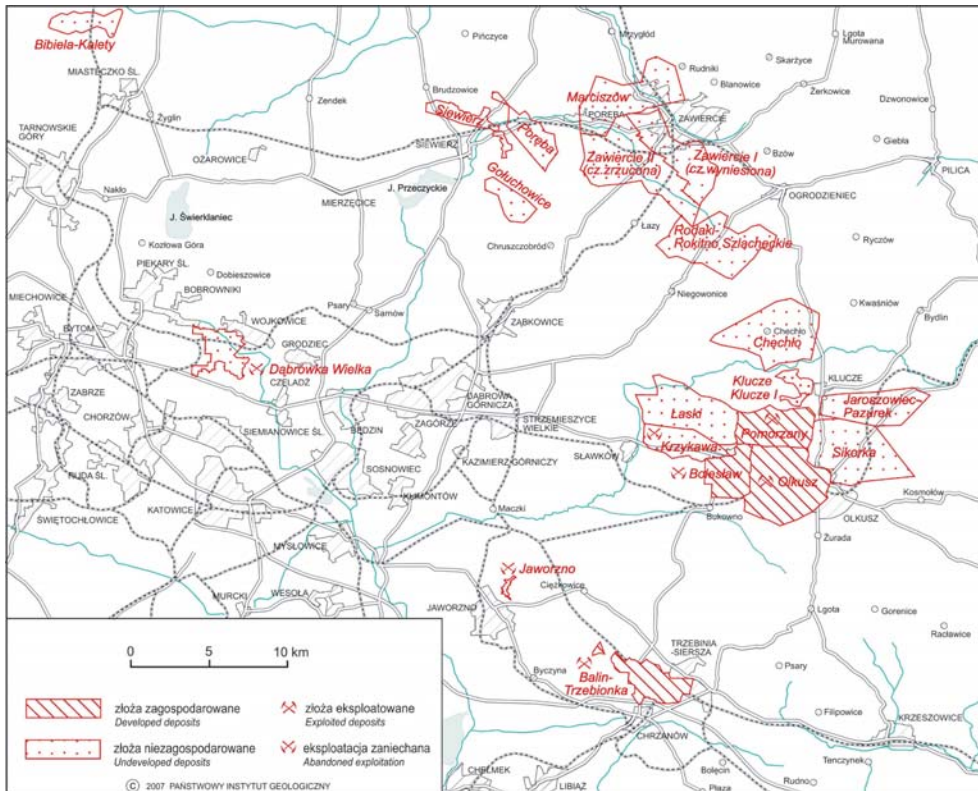 Bibiela-Kalety
MIASTECZKO ŚL.
Żyglin
TARNOWSKIE
GÓRY
Nakło
OŻAROWICE
Zendek
Pińczyce
Brudzowice
Siewierz
SIEWIERZ
Poręba
Gołuchowice
MIERZĘCICE
J. Przeczyckie
J. Świerklaniec
Mrzygłód
Rudniki
Blanowice
Marciszów
PORĘBA
ZAWIERCIE
Zawiercie II
(cz.zrzucona)
Zawiercie I
(cz.wyniesiona)
Skarżyce
Żerkowice
Lgota
Murowana
Dzwonowice
Giebła
PILICA
Bzów
OGRODZIENIEC
Łazy
Rodaki-
Rokitno Szlacheckie
Ryczów
Chruszczobród
Niegowonice
Kwaśniów
Bydlin
Kozłowa Góra
PIEKARY ŚL.
Dobieszowice
BOBROWNIKI
Psary
Sarnów
MIECHOWICE
BYTOM
WOJKOWICE
GRODZIEC
Dąbrówka Wielka
CZELADŹ
ZĄBKOWICE
Chechło
Chechło
ZABRZE
CHORZÓW
SIEMIANOWICE ŚL.
BĘDZIN
DĄBROWA
GÓRNICZA
ZAGÓRZE
STRZEMIESZYCE
WIELKIE
Klucze
Klucze I
KLUCZE
Jaroszowiec-
Pazurek
Łaski
Pomorzany
Krzykawa
Sikorka
SŁAWKÓW
Bolesław
Olkusz
RUDA ŚL.
SOSNOWIEC
KAZIMIERZ GÓRNICZY
KLIMONTÓW
ŚWIĘTOCHŁOWICE
KATOWICE
Maczki
Bukowno
OLKUSZ
Kosmolów
Żurada
MYSŁOWICE
MURCKI
WESOŁA
Jaworzno
JAWORZNO
Ciężkowice
Lgota
Gorenice
Racławice
TRZEBINIA
-SIERSZA
Byczyna
Balin-
Trzebionka
Psary
Filipowice
KRZESZOWICE
CHRZANÓW
Tenczynek
CHEŁMEK
LIBIĄŻ
Bolęcin
Płaza
Rudno
0 5 10 km
złoża zagospodarowane
Developed deposits
złoża eksploatowane
Exploited deposits
złoża niezagospodarowane
Undeveloped deposits
eksploatacja zaniechana
Abandoned exploitation
© 2007 PAŃSTWOWY INSTYTUT GEOLOGICZNY